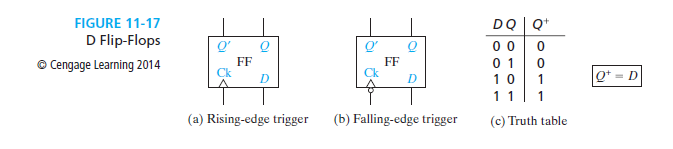 FIGURE 11-17
D Flip-Flops
© Cengage Learning 2014
Q' Q
FF
Ck D
(a) Rising-edge trigger
Q' Q
FF
Ck D
(b) Falling-edge trigger
D Q Q+
0 0 0
0 1 0
1 0 1
1 1 1
(c) Truth table
Q+ = D